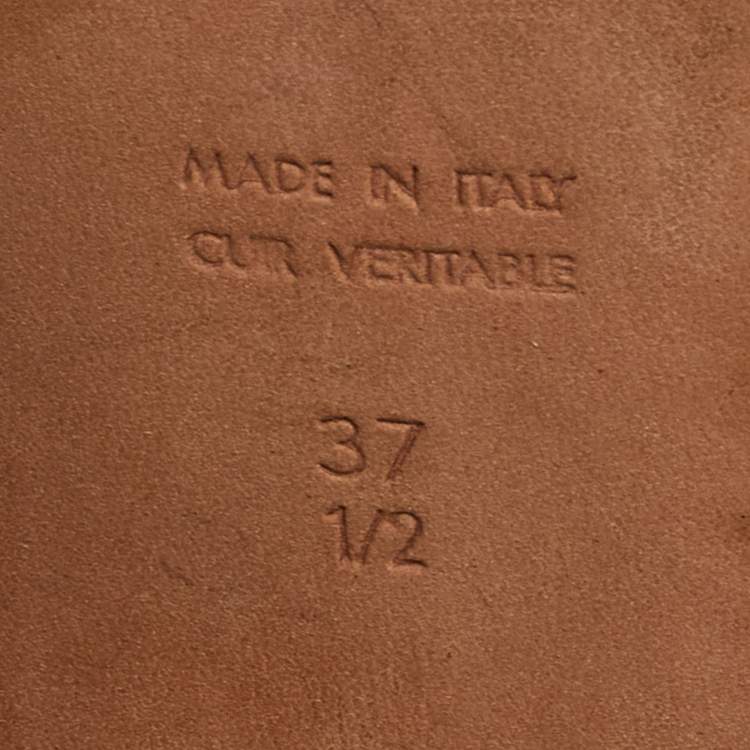 MADE IN ITALY
CUIR VERITABLE
37
1/2